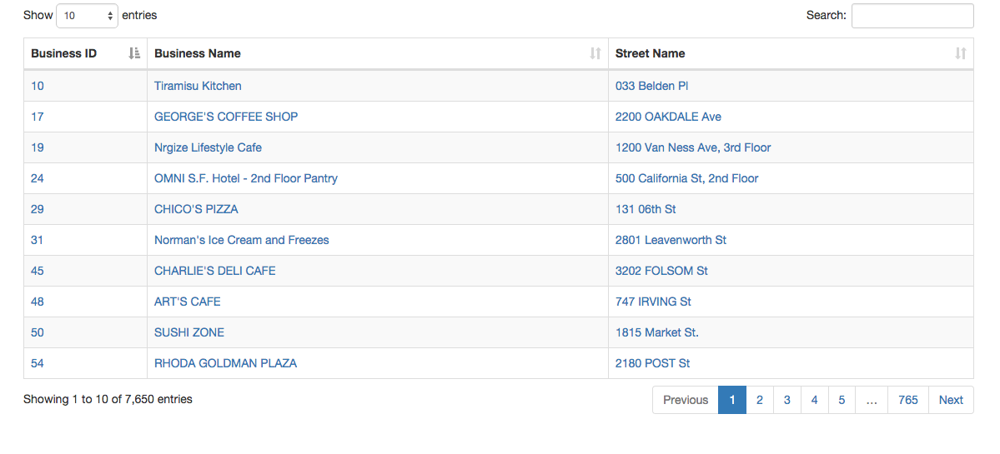 Show 10 entries Search:
Business ID Business Name Street Name
10 Tiramisu Kitchen 033 Belden Pl
17 GEORGE'S COFFEE SHOP 2200 OAKDALE Ave
19 Nrgize Lifestyle Cafe 1200 Van Ness Ave, 3rd Floor
24 OMNI S.F. Hotel - 2nd Floor Pantry 500 California St, 2nd Floor
29 CHICO'S PIZZA 131 06th St
31 Norman's Ice Cream and Freezes 2801 Leavenworth St
45 CHARLIE'S DELI CAFE 3202 FOLSOM St
48 ART'S CAFE 747 IRVING St
50 SUSHI ZONE 1815 Market St.
54 RHODA GOLDMAN PLAZA 2180 POST St
Showing 1 to 10 of 7,650 entries Previous 1 2 3 4 5 … 765 Next